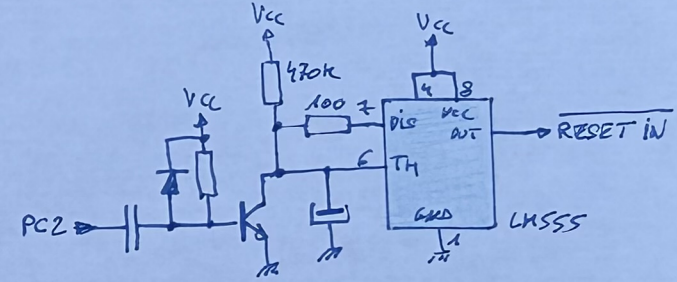 Vcc
Vcc
470K
Vcc
100
7
4
8
Dis
Vcc
OUT
RESET IN
6
TH
PC2
GND
LM555
1